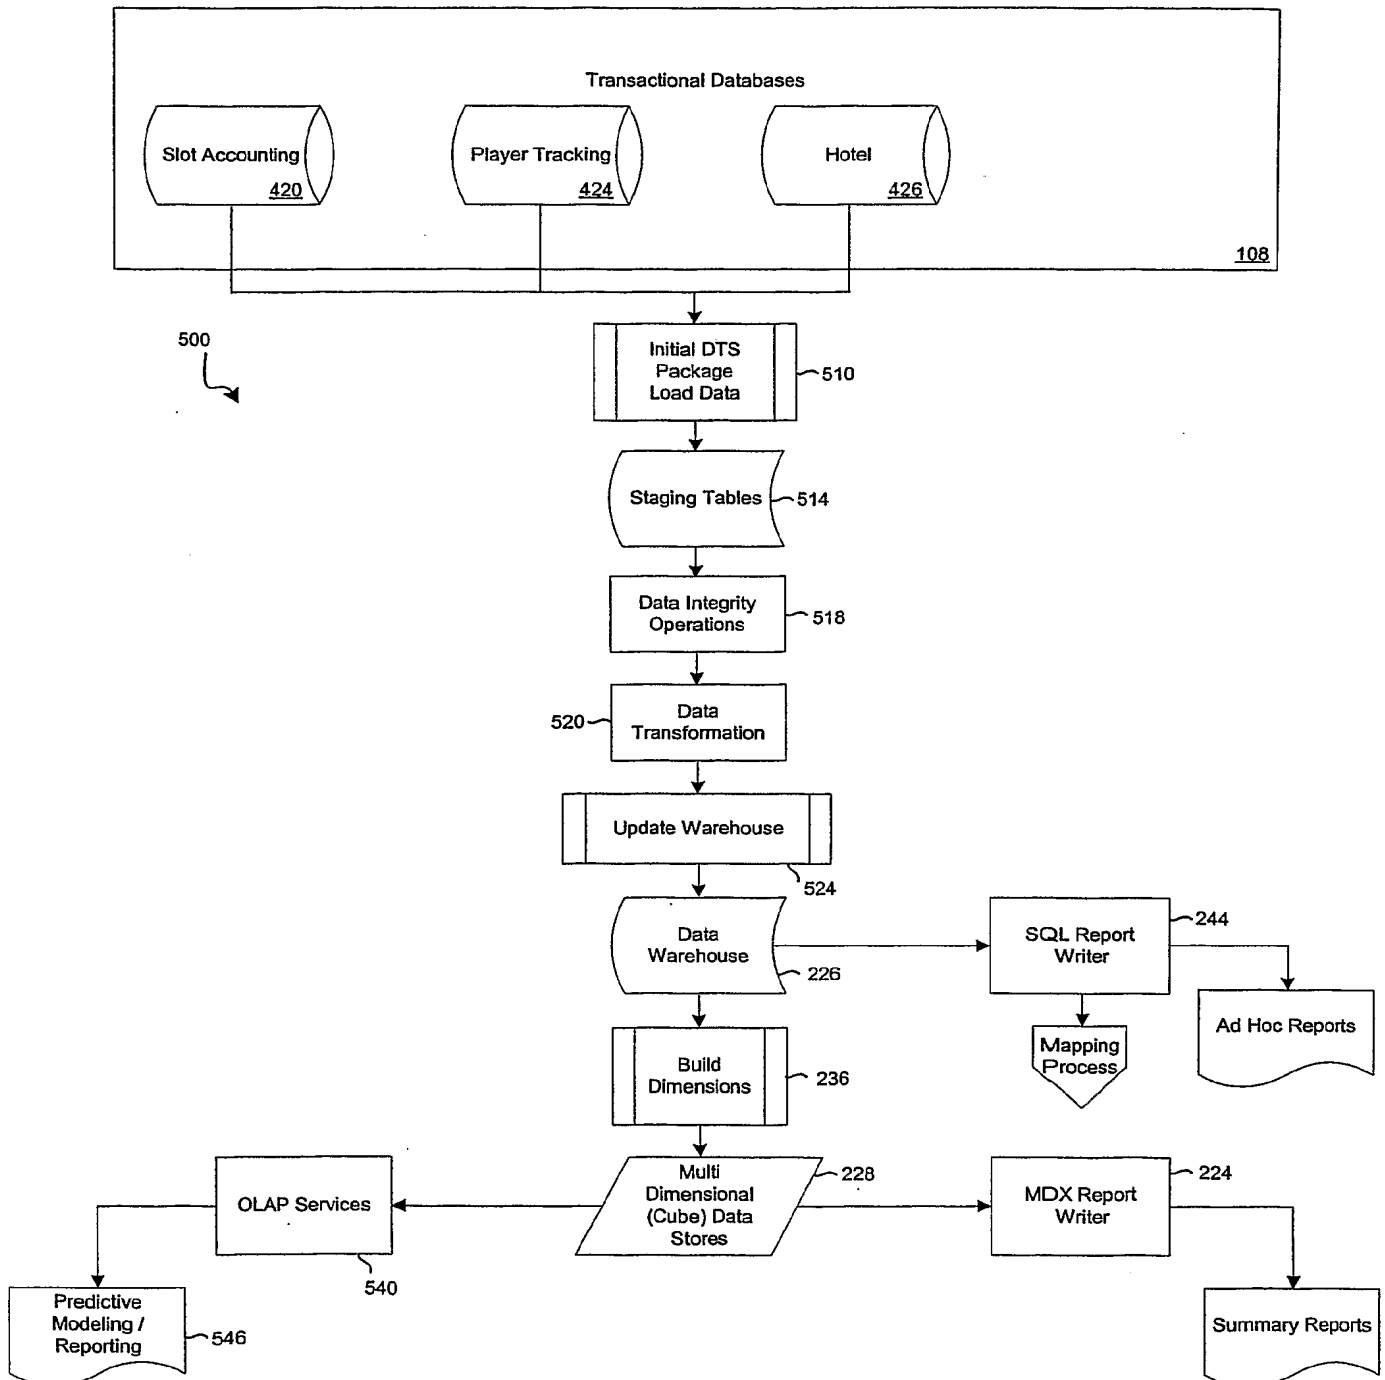 Transactional Databases
Slot Accounting
420
Player Tracking
424
Hotel
426
108
500
Initial DTS
Package
Load Data
510
Staging Tables
514
Data Integrity
Operations
518
520
Data
Transformation
Update Warehouse
524
Data
Warehouse
226
SQL Report
Writer
244
Ad Hoc Reports
Mapping
Process
Build
Dimensions
236
OLAP Services
540
Multi
Dimensional
(Cube) Data
Stores
228
MDX Report
Writer
224
Predictive
Modeling /
Reporting
546
Summary Reports